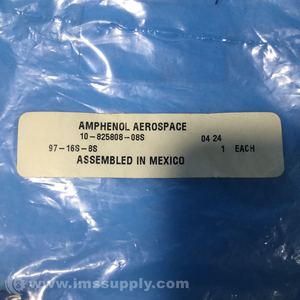 AMPHENOL AEROSPACE
10-825808-08S 04 24
97-16S-8S 1 EACH
ASSEMBLED IN MEXICO
© www.imssupply.com